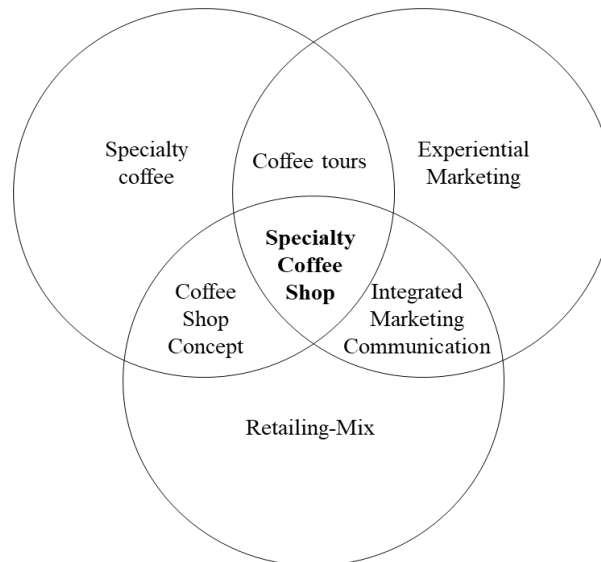 Specialty
coffee
Coffee tours
Experiential
Marketing
Specialty
Coffee
Shop
Coffee
Shop
Concept
Integrated
Marketing
Communication
Retailing-Mix